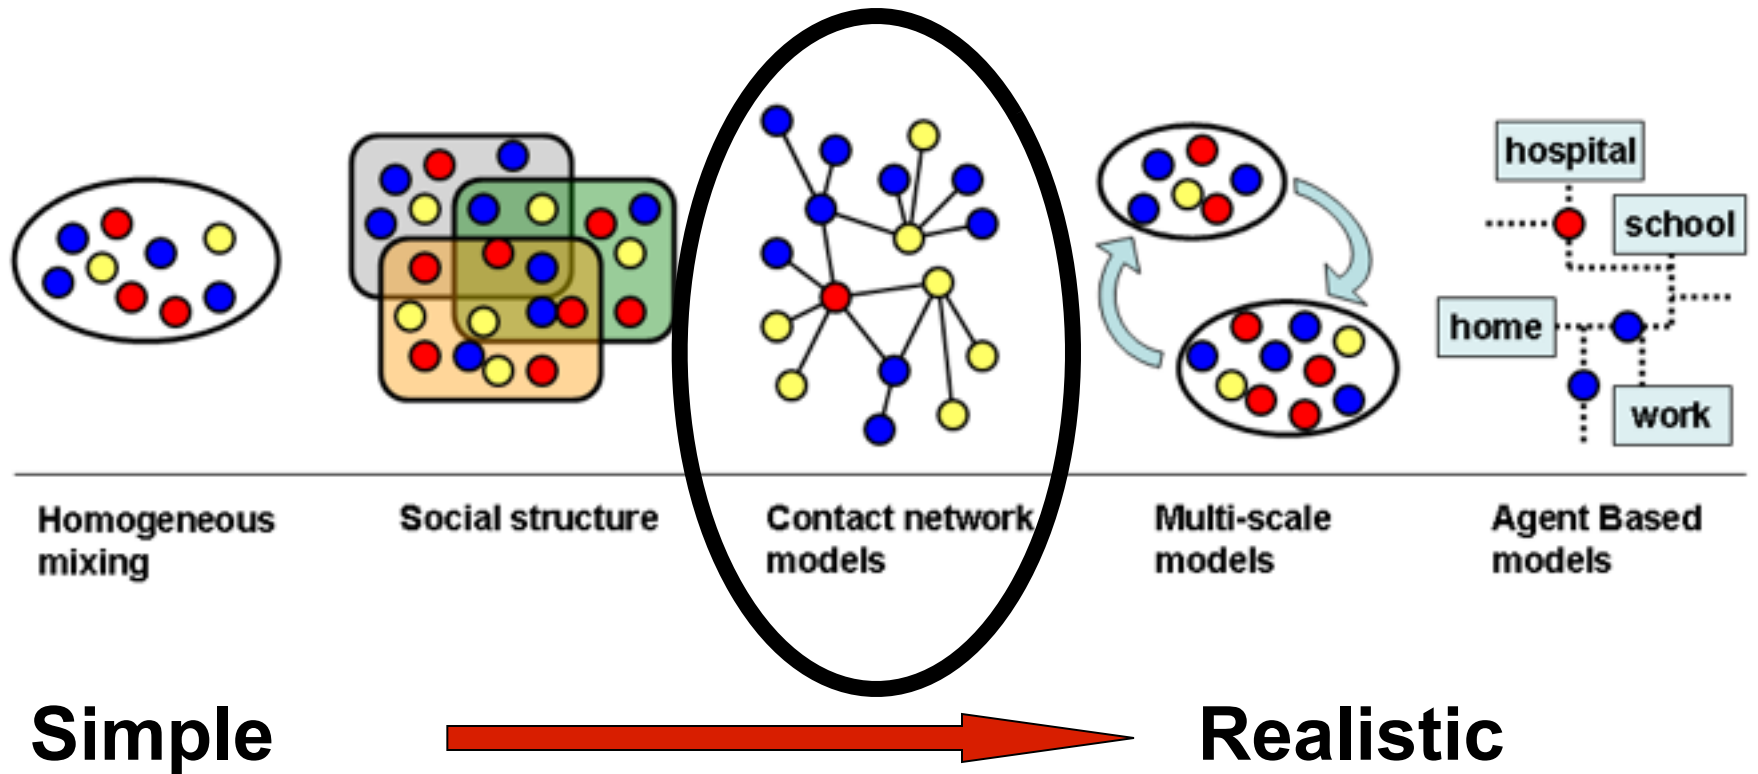 hospital
school
home
work
Homogeneous
mixing
Social structure
Contact network
models
Multi-scale
models
Agent Based
models
Simple
Realistic